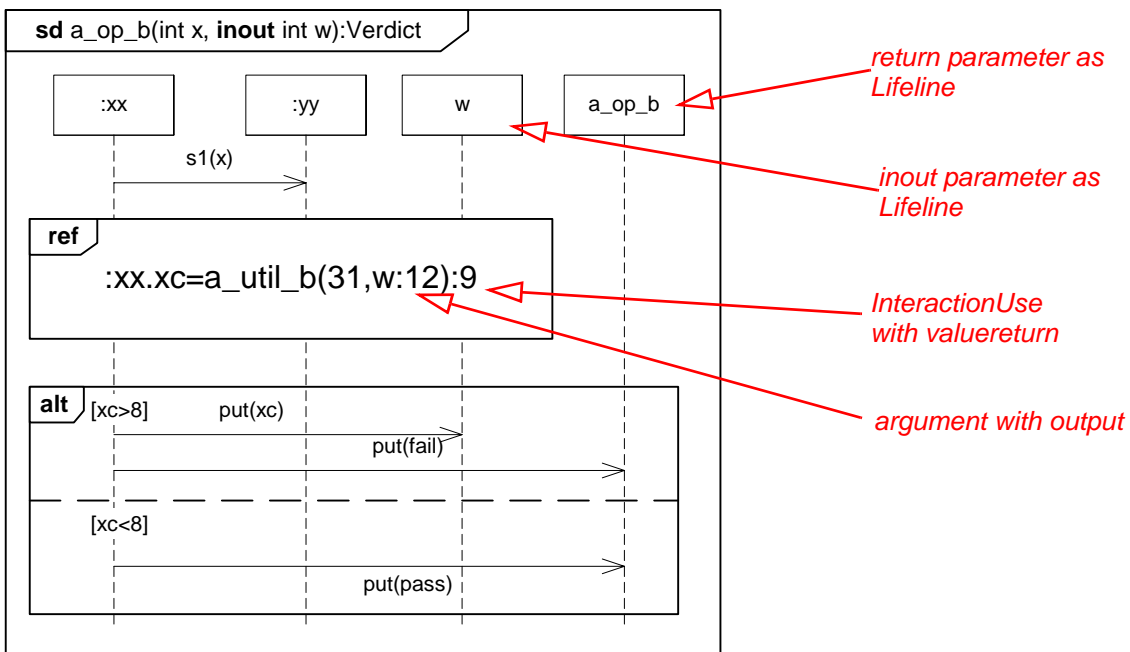 sd a_op_b(int x, inout int w):Verdict
return parameter as
Lifeline
:xx
:yy
w
a_op_b
s1(x)
inout parameter as
Lifeline
ref
:xx.xc=a_util_b(31,w:12):9
InteractionUse
with valuereturn
alt
[xc>8]
put(xc)
argument with output
put(fail)
[xc<8]
put(pass)